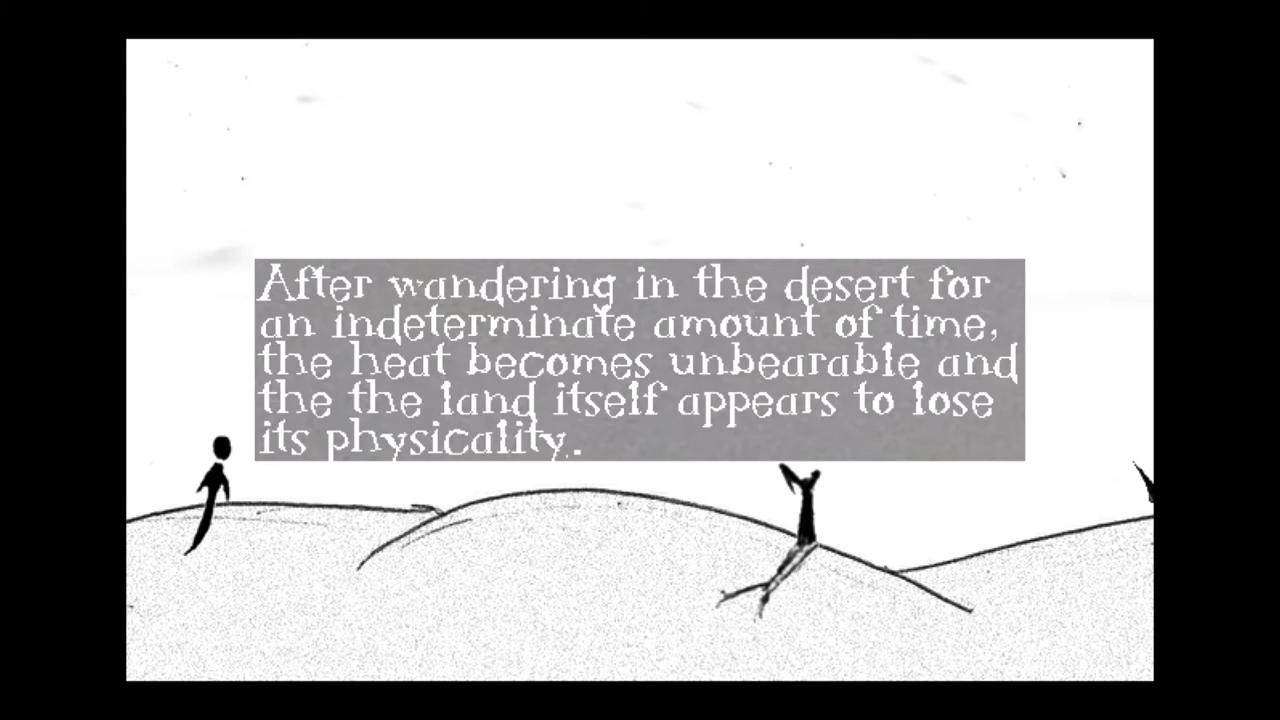 After wandering in the desert for
an indeterminate amount of time,
the heat becomes unbearable and
the the land itself appears to lose
its physicality.